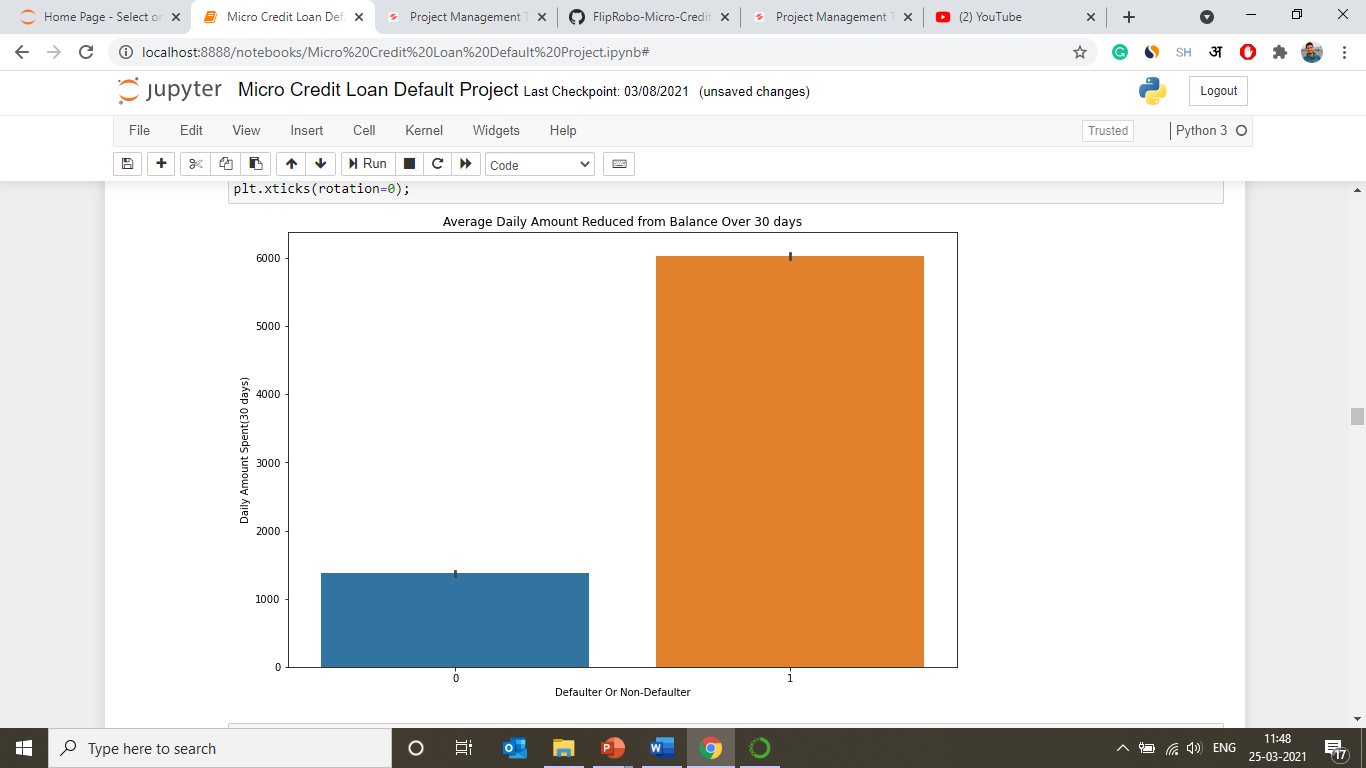 Home Page - Select or
Micro Credit Loan Defa
Project Management T
FlipRobo-Micro-Credit
Project Management T
(2) YouTube
localhost:8888/notebooks/Micro%20Credit%20Loan%20Default%20Project.ipynb#
SH
अ
jupyter Micro Credit Loan Default Project Last Checkpoint: 03/08/2021 (unsaved changes)
Logout
File Edit View Insert Cell Kernel Widgets Help
Trusted
Python 3
Run
Code
plt.xticks(rotation=0);
Average Daily Amount Reduced from Balance Over 30 days
6000
5000
4000
3000
2000
1000
0
Daily Amount Spent(30 days)
0 1
Defaulter Or Non-Defaulter
Type here to search
ENG
11:48
25-03-2021
17